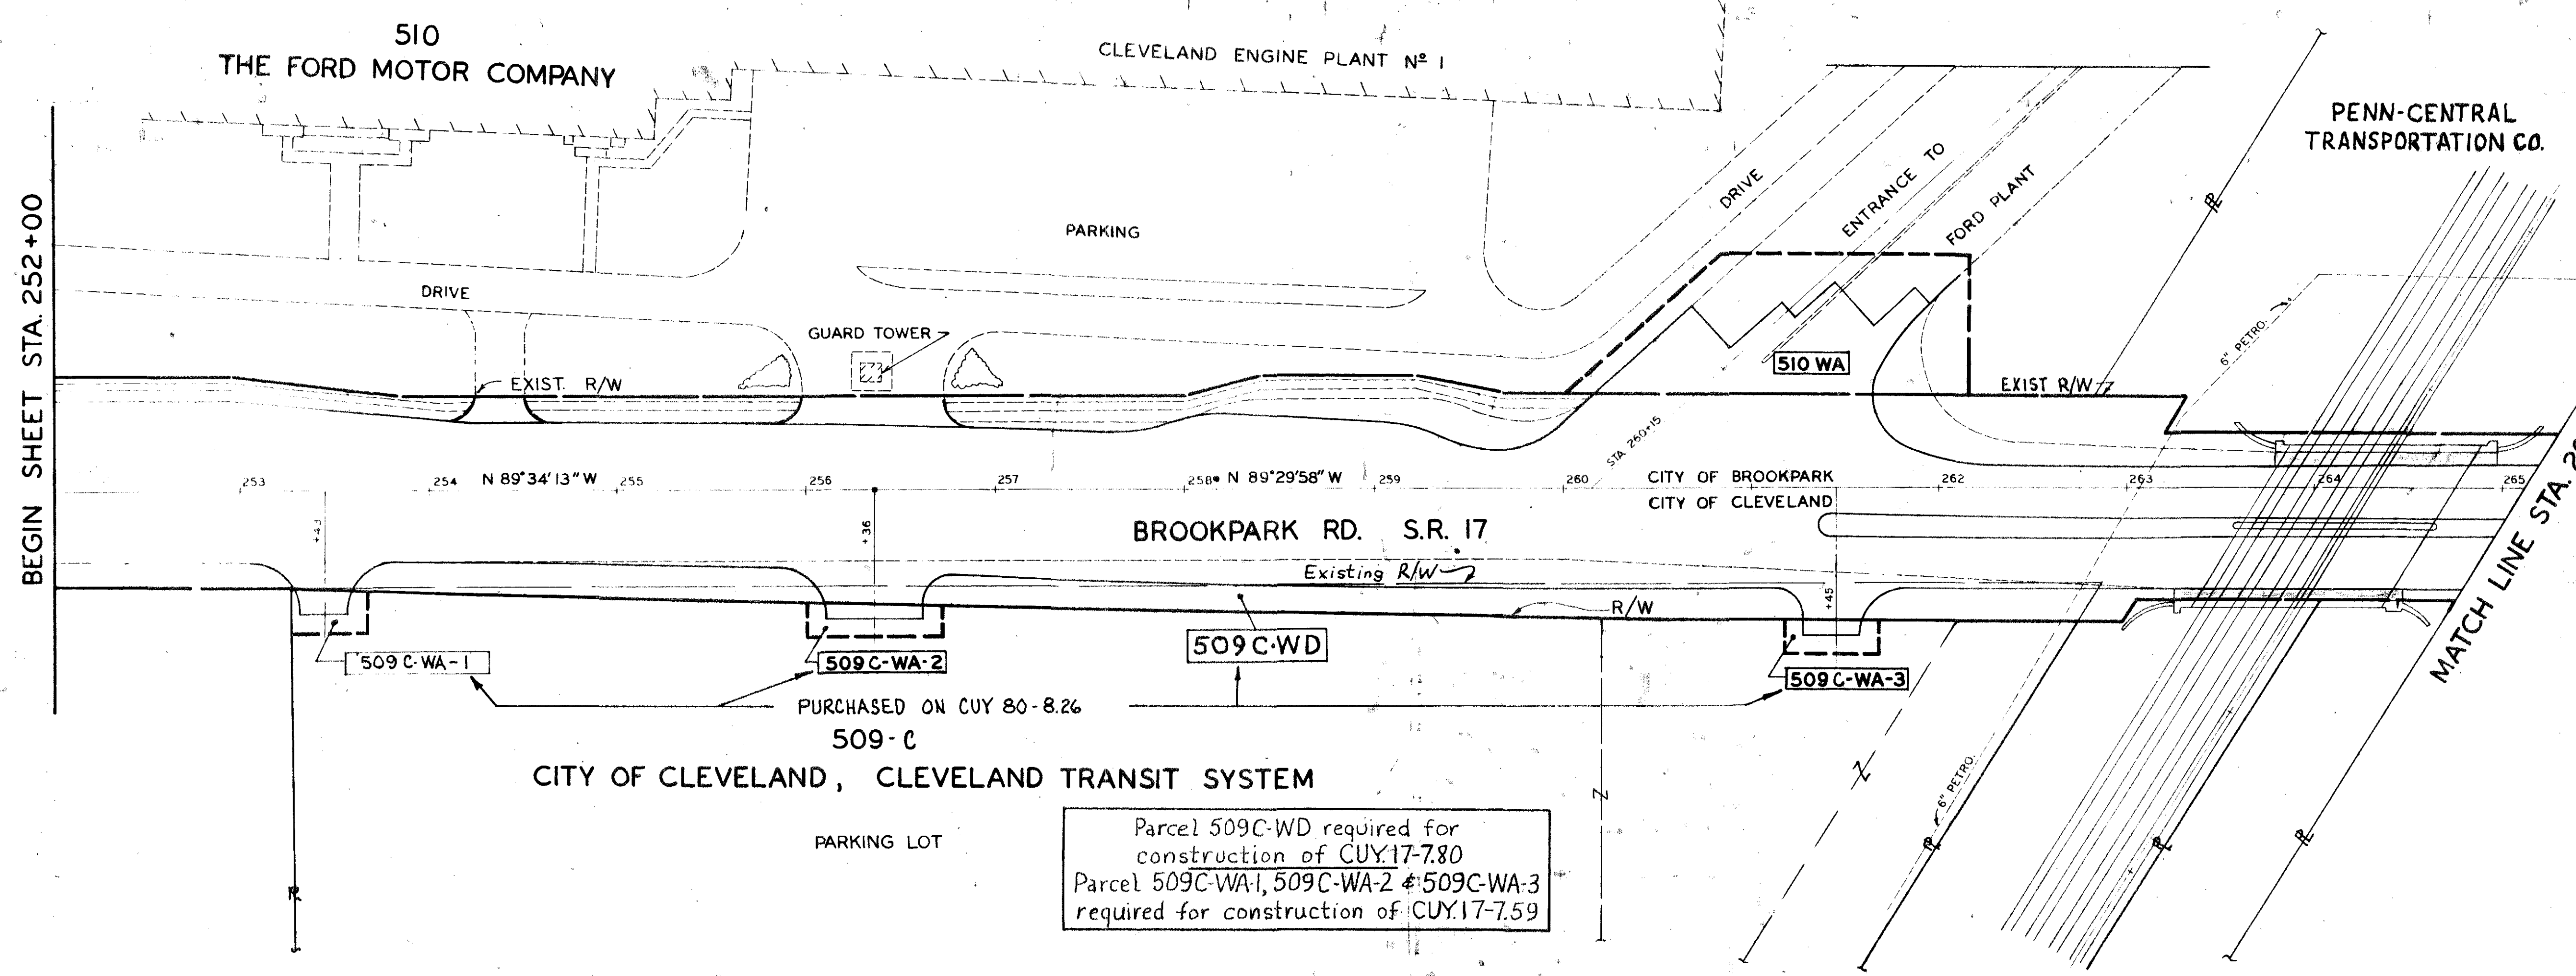 510
THE FORD MOTOR COMPANY
CLEVELAND ENGINE PLANT Nº 1
PENN-CENTRAL
TRANSPORTATION CO.
BEGIN SHEET STA. 252+00
DRIVE
ENTRANCE TO
FORD PLANT
PARKING
DRIVE
GUARD TOWER
EXIST. R/W
510 WA
EXIST R/W
6" PETRO.
STA 260+15
253
254
N 89°34'13" W
255
256
257
258
N 89°29'58" W
259
260
CITY OF BROOKPARK
CITY OF CLEVELAND
262
263
264
265
+43
+36
BROOKPARK RD. S.R. 17
Existing R/W
R/W
+45
MATCH LINE STA.
509 C-WA-1
509 C-WA-2
509 C-WD
509 C-WA-3
PURCHASED ON CUY 80-8.26
509-C
CITY OF CLEVELAND, CLEVELAND TRANSIT SYSTEM
PARKING LOT
Parcel 509C-WD required for
construction of CUY.17-7.80
Parcel 509C-WA-1, 509C-WA-2 & 509C-WA-3
required for construction of CUY.17-7.59
6" PETRO.
Z
Z
PL
PL
PL
PL
PL